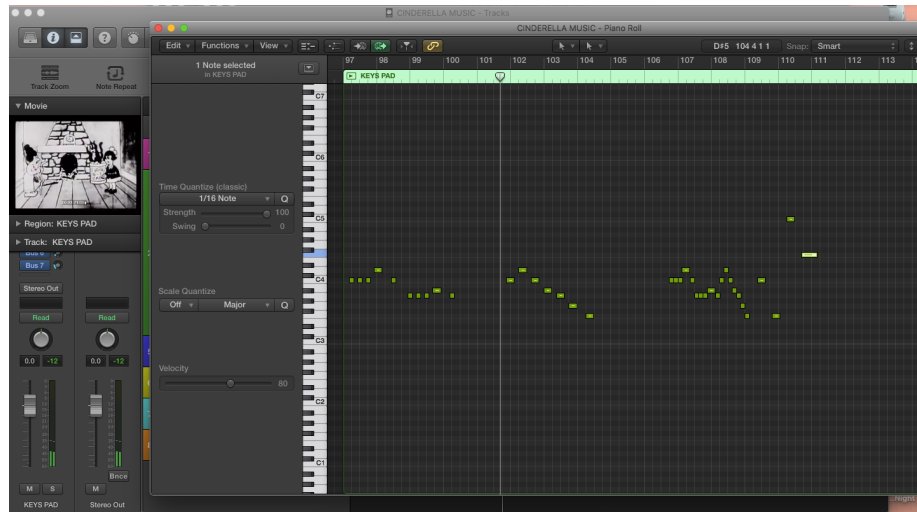 CINDERELLA MUSIC - Tracks
CINDERELLA MUSIC - Piano Roll
Edit Functions View D#5 104 4 1 1 Snap: Smart
1 Note selected
in KEYS PAD
97 98 99 100 101 102 103 104 105 106 107 108 109 110 111 112 113
KEYS PAD
Track Zoom Note Repeat
Movie
Region: KEYS PAD
Track: KEYS PAD
Bus 7
Stereo Out
Read Read
0.0 -12 0.0 -12
Bnce
M S M
KEYS PAD Stereo Out
Time Quantize (classic)
1/16 Note Q
Strength 100
Swing 0
Scale Quantize
Off Major Q
Velocity
80
C7
C6
C5
C4
C3
C2
C1
Night